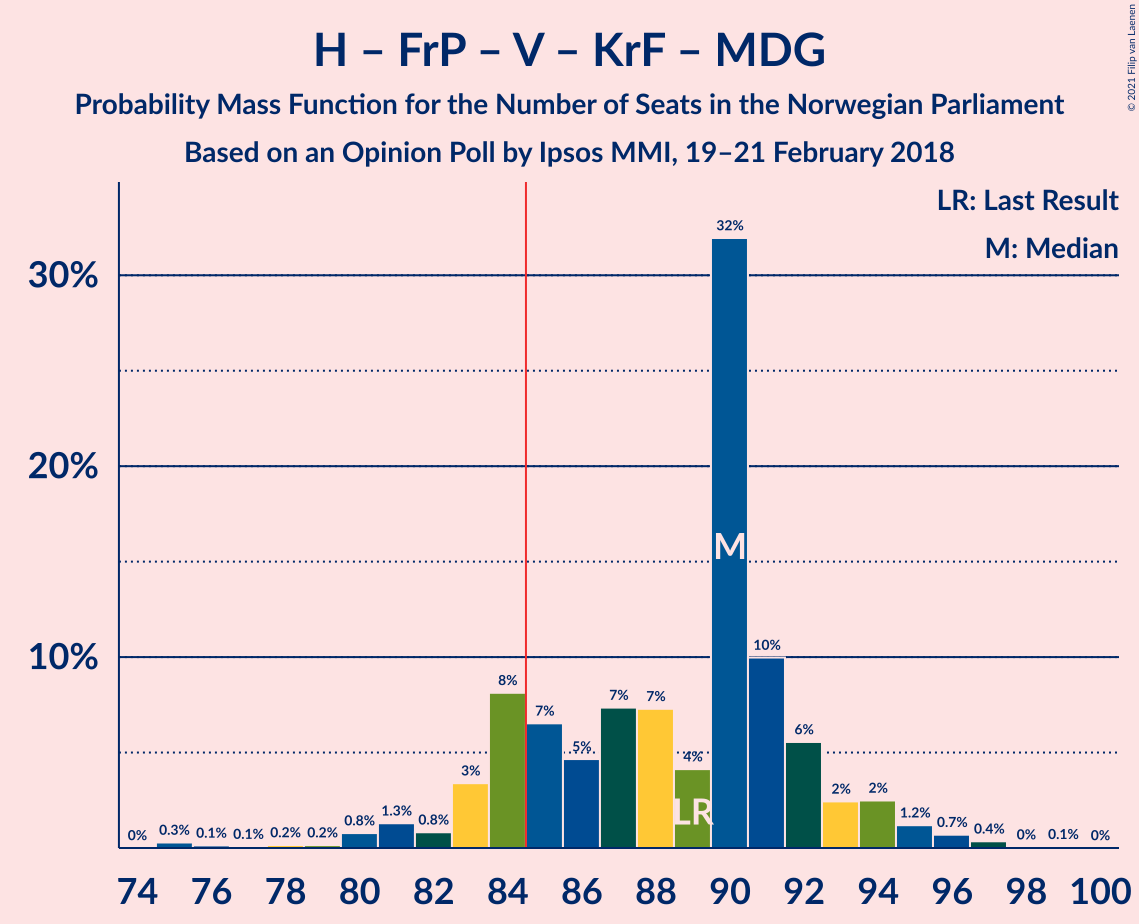 H – FrP – V – KrF – MDG
Probability Mass Function for the Number of Seats in the Norwegian Parliament
Based on an Opinion Poll by Ipsos MMI, 19–21 February 2018
© 2021 Filip van Laenen
LR: Last Result
M: Median
30%
20%
10%
0% 0.3% 0.1% 0.1% 0.2% 0.2% 0.8% 1.3% 0.8% 3% 8% 7% 5% 7% 7% 4% 32% 10% 6% 2% 2% 1.2% 0.7% 0.4% 0% 0.1% 0%
M
LR
74 76 78 80 82 84 86 88 90 92 94 96 98 100